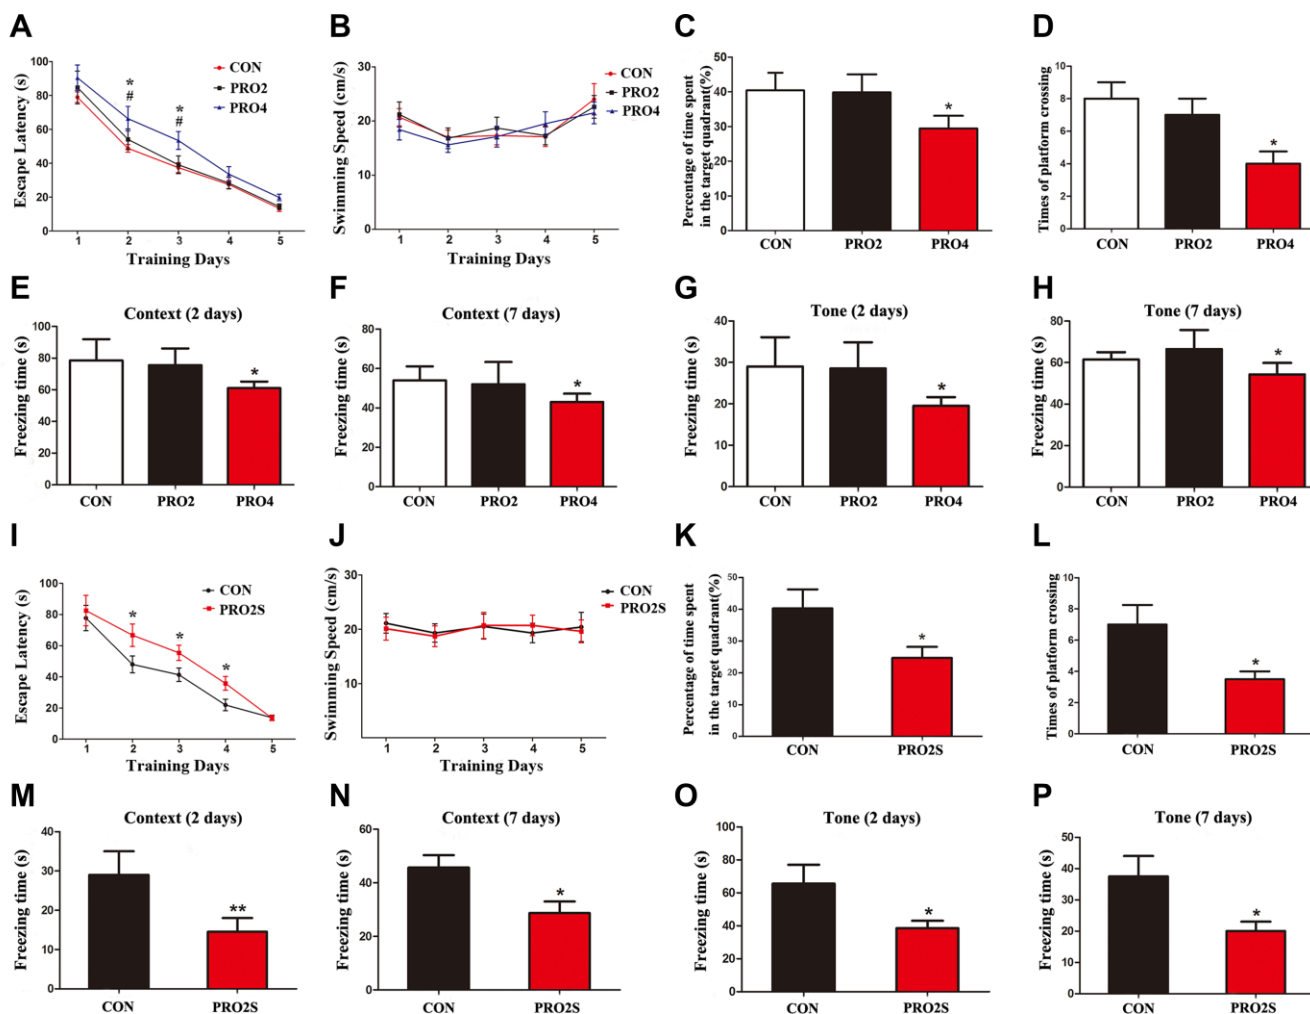 A
Escape Latency (s)
100
80
60
40
20
0
1 2 3 4 5
Training Days
CON
PRO2
PRO4
*
#
*
#
B
Swimming Speed (cm/s)
30
20
10
0
1 2 3 4 5
Training Days
CON
PRO2
PRO4
C
Percentage of time spent
in the target quadrant(%)
50
40
30
20
10
0
*
CON PRO2 PRO4
D
Times of platform crossing
10
8
6
4
2
0
*
CON PRO2 PRO4
E
Context (2 days)
Freezing time (s)
100
80
60
40
20
0
*
CON PRO2 PRO4
F
Context (7 days)
Freezing time (s)
80
60
40
20
0
*
CON PRO2 PRO4
G
Tone (2 days)
Freezing time (s)
40
30
20
10
0
*
CON PRO2 PRO4
H
Tone (7 days)
Freezing time (s)
80
60
40
20
0
*
CON PRO2 PRO4
I
Escape Latency (s)
100
80
60
40
20
0
1 2 3 4 5
Training Days
CON
PRO2S
*
*
*
J
Swimming Speed (cm/s)
30
20
10
1 2 3 4 5
Training Days
CON
PRO2S
K
Percentage of time spent
in the target quadrant(%)
50
40
30
20
10
0
*
CON PRO2S
L
Times of platform crossing
10
8
6
4
2
0
*
CON PRO2S
M
Context (2 days)
Freezing time (s)
40
30
20
10
0
**
CON PRO2S
N
Context (7 days)
Freezing time (s)
60
40
20
0
*
CON PRO2S
O
Tone (2 days)
Freezing time (s)
100
80
60
40
20
0
*
CON PRO2S
P
Tone (7 days)
Freezing time (s)
50
40
30
20
10
0
*
CON PRO2S